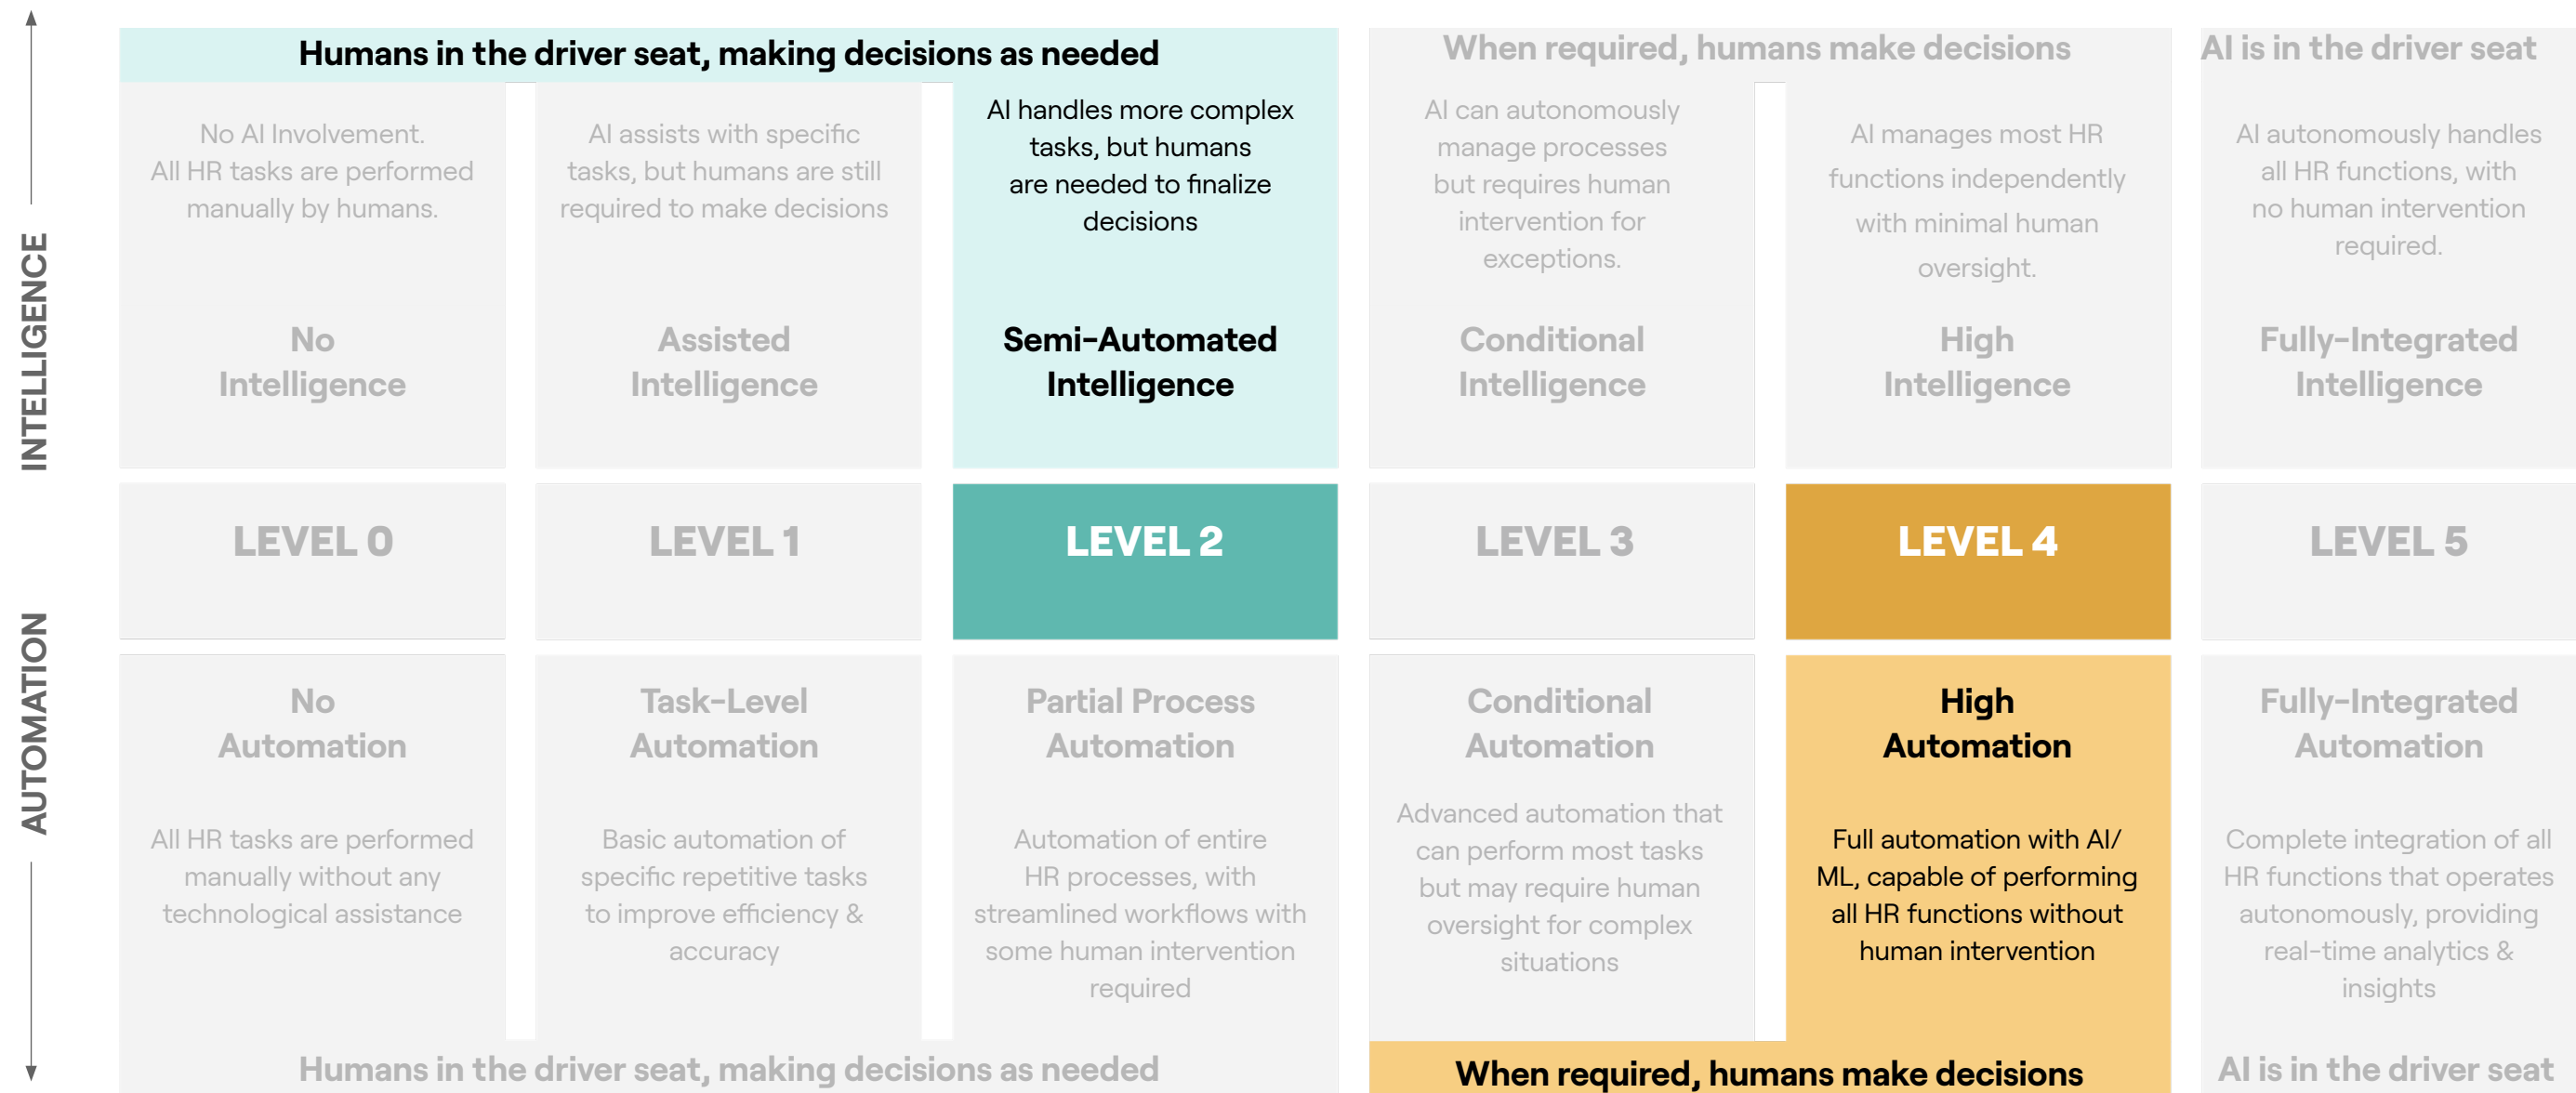 Humans in the driver seat, making decisions as needed
When required, humans make decisions
AI is in the driver seat
No AI Involvement.
All HR tasks are performed
manually by humans.
AI assists with specific
tasks, but humans are still
required to make decisions
AI handles more complex
tasks, but humans
are needed to finalize
decisions
AI can autonomously
manage processes
but requires human
intervention for
exceptions.
AI manages most HR
functions independently
with minimal human
oversight.
AI autonomously handles
all HR functions, with
no human intervention
required.
INTELLIGENCE
No
Intelligence
Assisted
Intelligence
Semi-Automated
Intelligence
Conditional
Intelligence
High
Intelligence
Fully-Integrated
Intelligence
LEVEL 0
LEVEL 1
LEVEL 2
LEVEL 3
LEVEL 4
LEVEL 5
AUTOMATION
No
Automation
Task-Level
Automation
Partial Process
Automation
Conditional
Automation
High
Automation
Fully-Integrated
Automation
All HR tasks are performed
manually without any
technological assistance
Basic automation of
specific repetitive tasks
to improve efficiency &
accuracy
Automation of entire
HR processes, with
streamlined workflows with
some human intervention
required
Advanced automation that
can perform most tasks
but may require human
oversight for complex
situations
Full automation with AI/
ML, capable of performing
all HR functions without
human intervention
Complete integration of all
HR functions that operates
autonomously, providing
real-time analytics &
insights
Humans in the driver seat, making decisions as needed
When required, humans make decisions
AI is in the driver seat